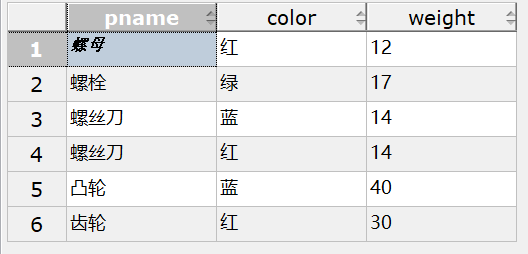 pname color weight
1 螺母 红 12
2 螺栓 绿 17
3 螺丝刀 蓝 14
4 螺丝刀 红 14
5 凸轮 蓝 40
6 齿轮 红 30